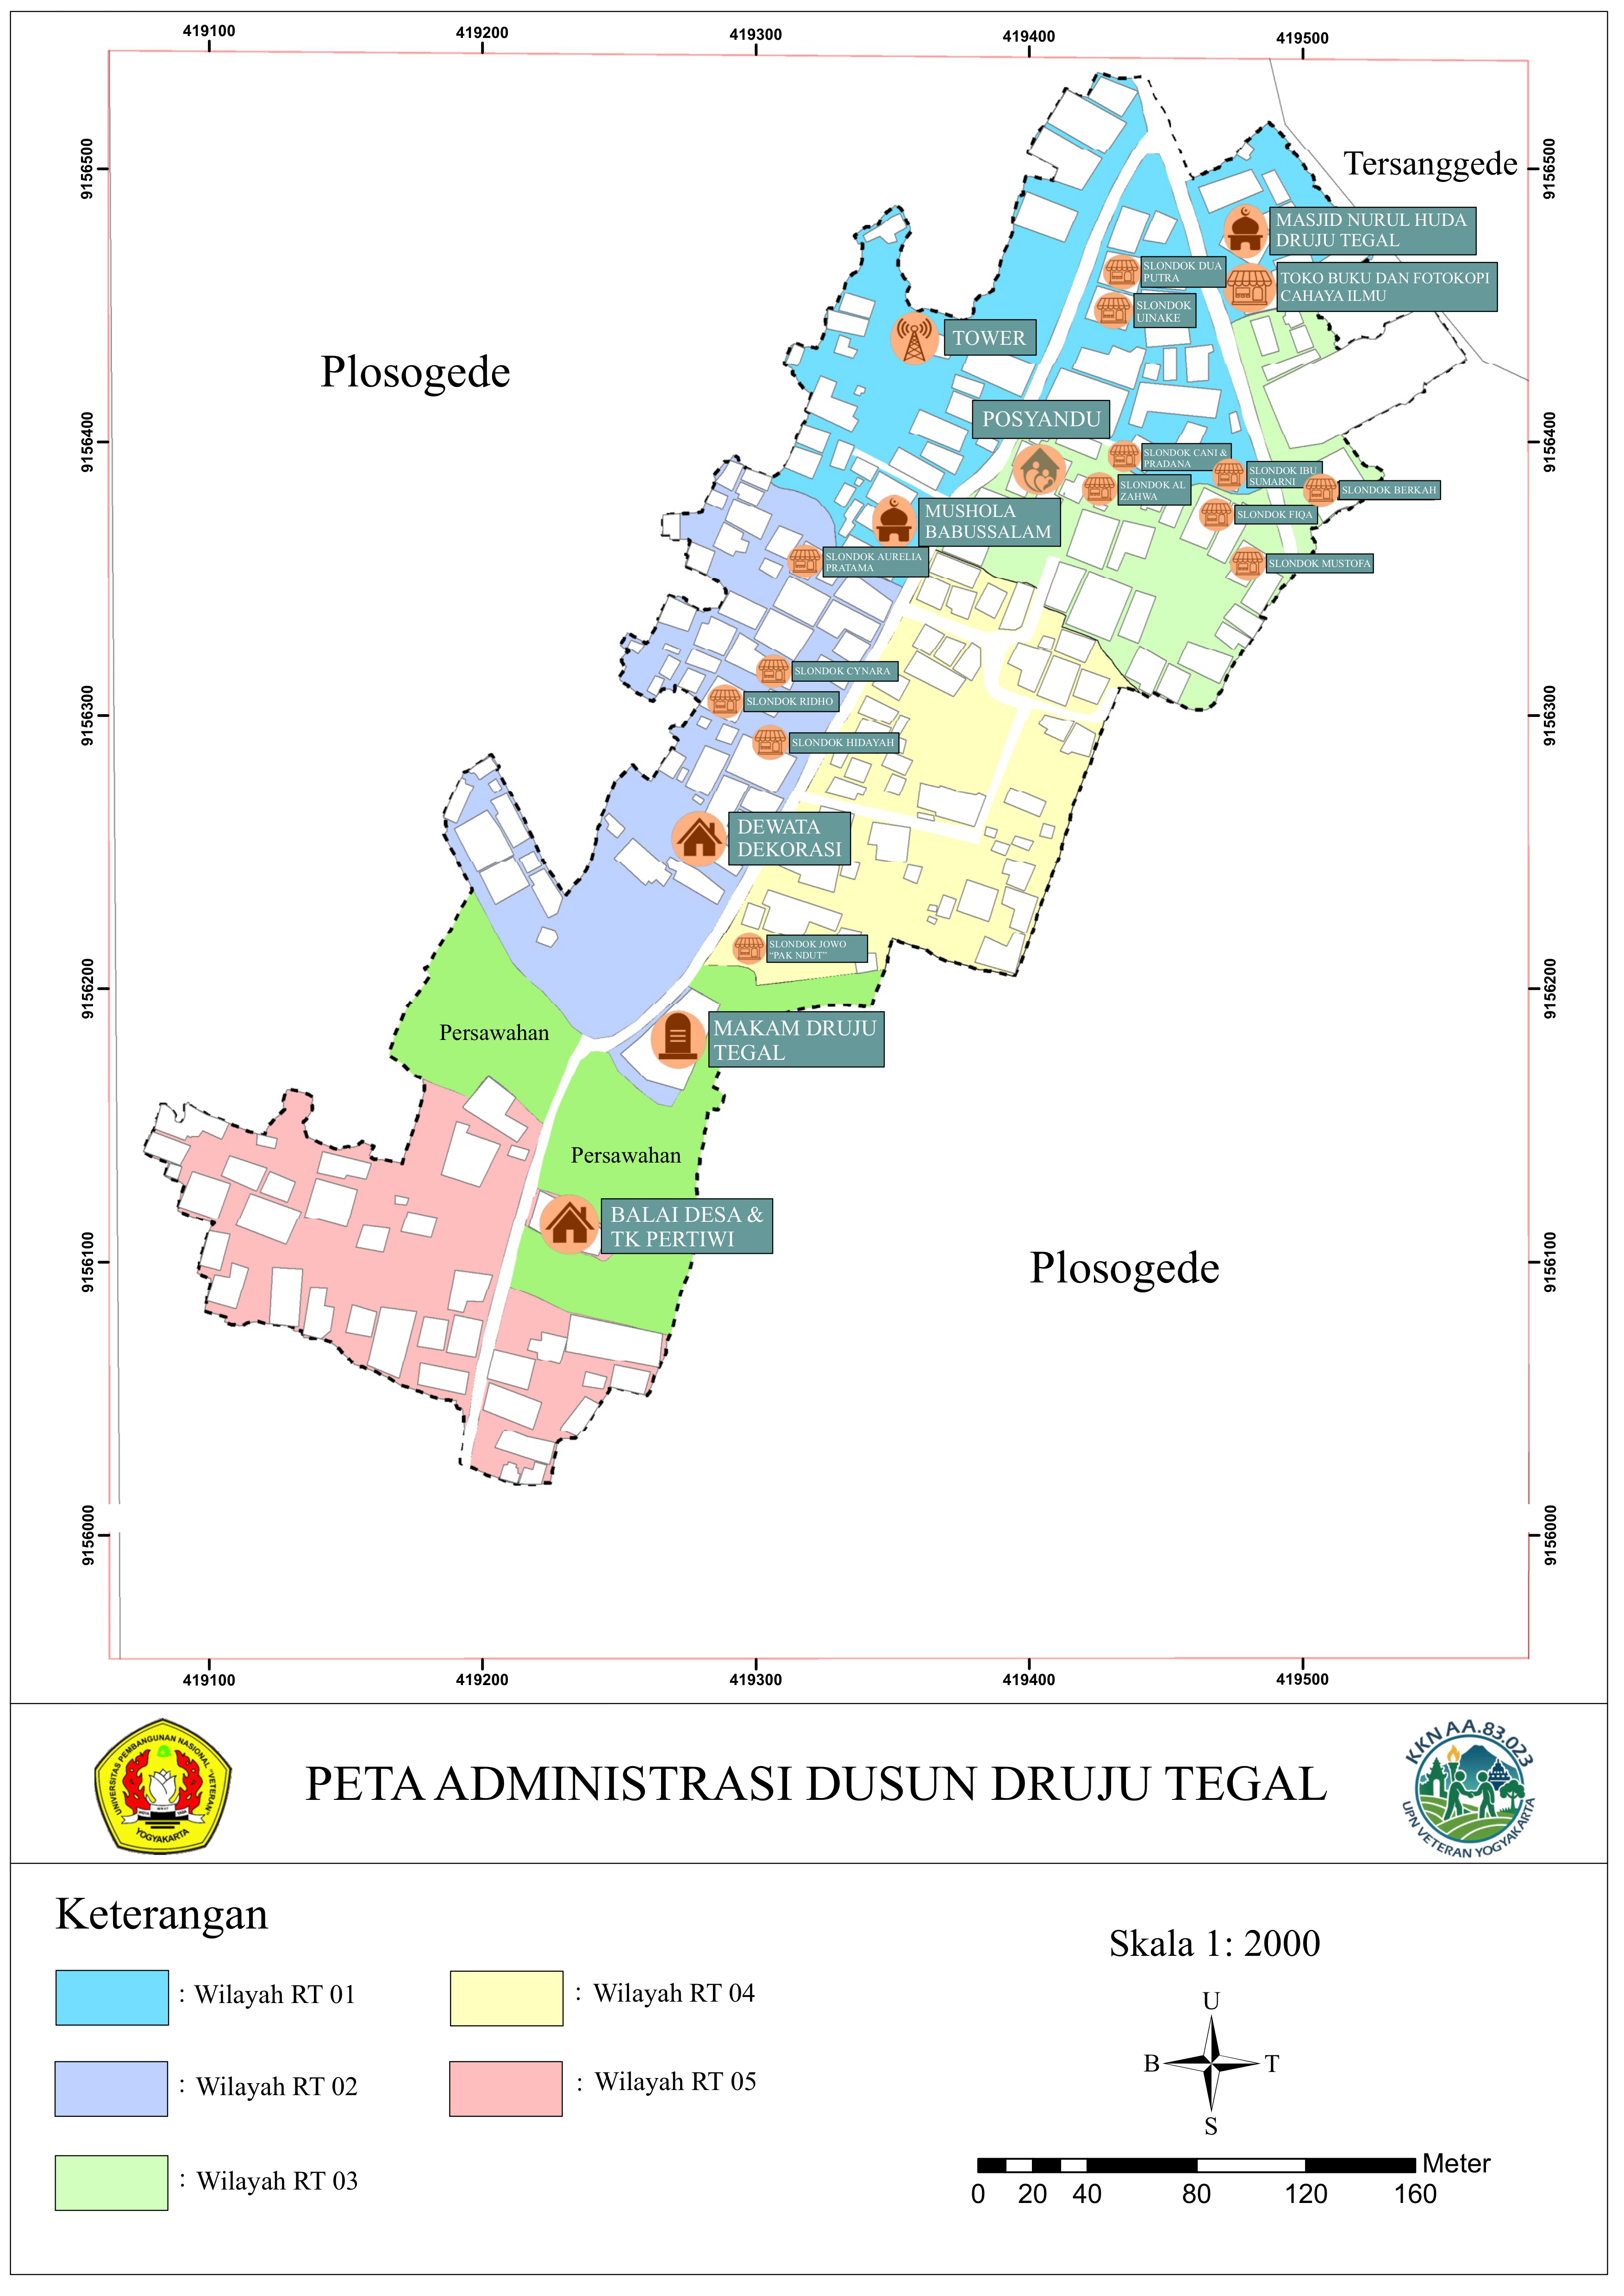 419100
419200
419300
419400
419500
9156500
9156500
Tersanggede
MASJID NURUL HUDA
DRUJU TEGAL
SLONDOK DUA
PUTRA
TOKO BUKU DAN FOTOKOPI
CAHAYA ILMU
SLONDOK
UINAKE
TOWER
Plosogede
POSYANDU
9156400
9156400
SLONDOK CANI &
PRADANA
SLONDOK IBU
SUMARNI
SLONDOK AL
ZAHWA
SLONDOK BERKAH
SLONDOK FIQA
MUSHOLA
BABUSSALAM
SLONDOK AURELIA
PRATAMA
SLONDOK MUSTOFA
SLONDOK CYNARA
SLONDOK RIDHO
9156300
9156300
SLONDOK HIDAYAH
DEWATA
DEKORASI
SLONDOK JOWO
"PAK NDUT"
9156200
9156200
Persawahan
MAKAM DRUJU
TEGAL
Persawahan
BALAI DESA &
TK PERTIWI
9156100
9156100
Plosogede
9156000
9156000
419100
419200
419300
419400
419500
UNIVERSITAS PEMBANGUNAN NASIONAL "VETERAN"
YOGYAKARTA
PETA ADMINISTRASI DUSUN DRUJU TEGAL
KKN AA.83.023
UPN VETERAN YOGYAKARTA
Keterangan
: Wilayah RT 01
: Wilayah RT 02
: Wilayah RT 03
: Wilayah RT 04
: Wilayah RT 05
Skala 1: 2000
U
B
T
S
Meter
0 20 40 80 120 160